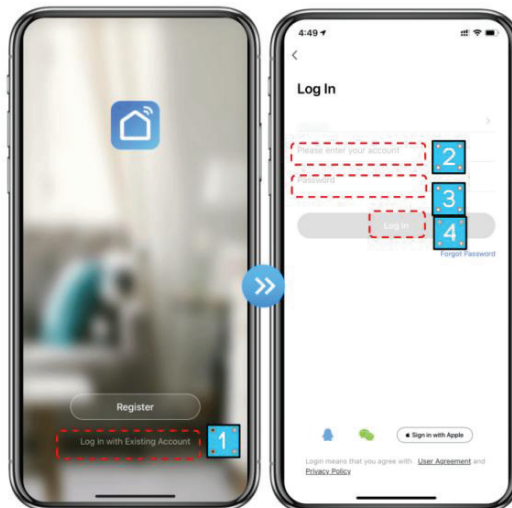 Register
Log in with Existing Account
1
4:49
Log In
Please enter your account
2
Password
3
Log In
4
Forgot Password
Sign in with Apple
Login means that you agree with User Agreement and
Privacy Policy